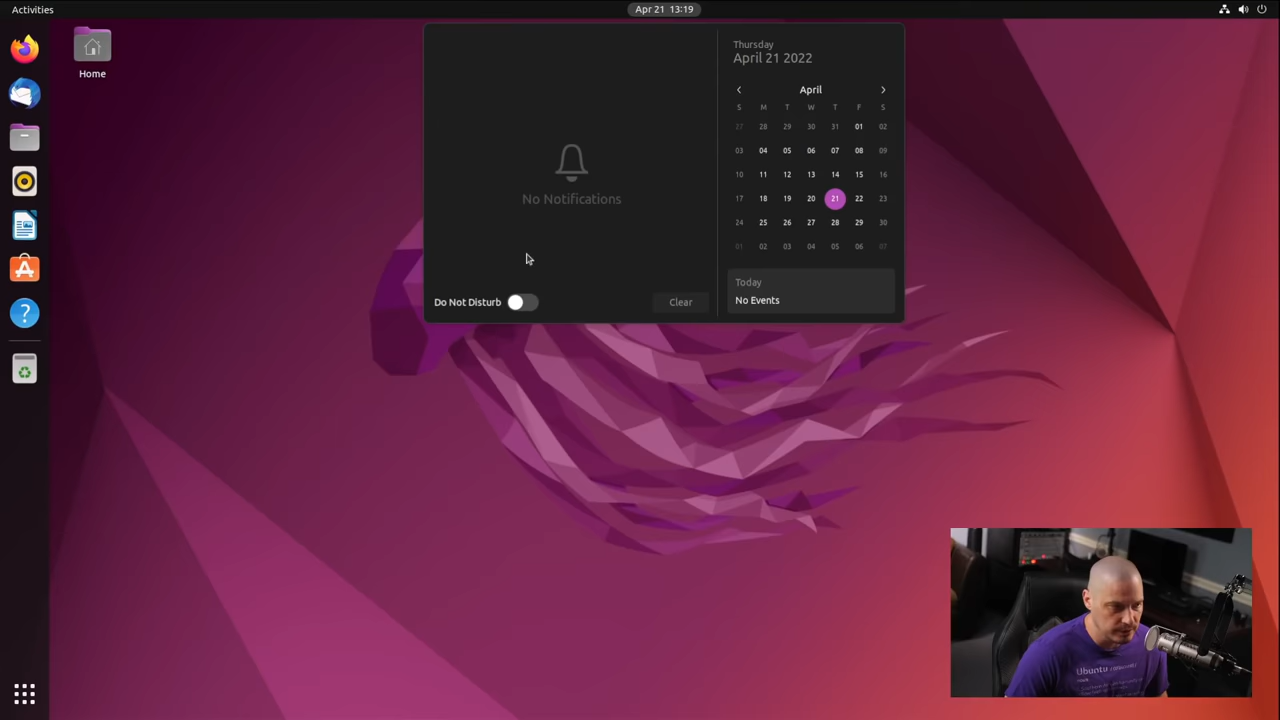 Activities
Apr 21 13:19
Home
No Notifications
Do Not Disturb
Clear
Thursday
April 21 2022
April
S M T W T F S
27 28 29 30 31 01 02
03 04 05 06 07 08 09
10 11 12 13 14 15 16
17 18 19 20 21 22 23
24 25 26 27 28 29 30
01 02 03 04 05 06 07
Today
No Events
Ubuntu